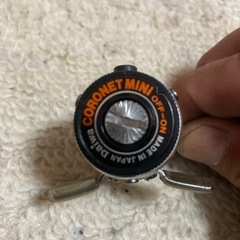 CORONET MINI
OFF-ON
MADE IN JAPAN
Daiwa